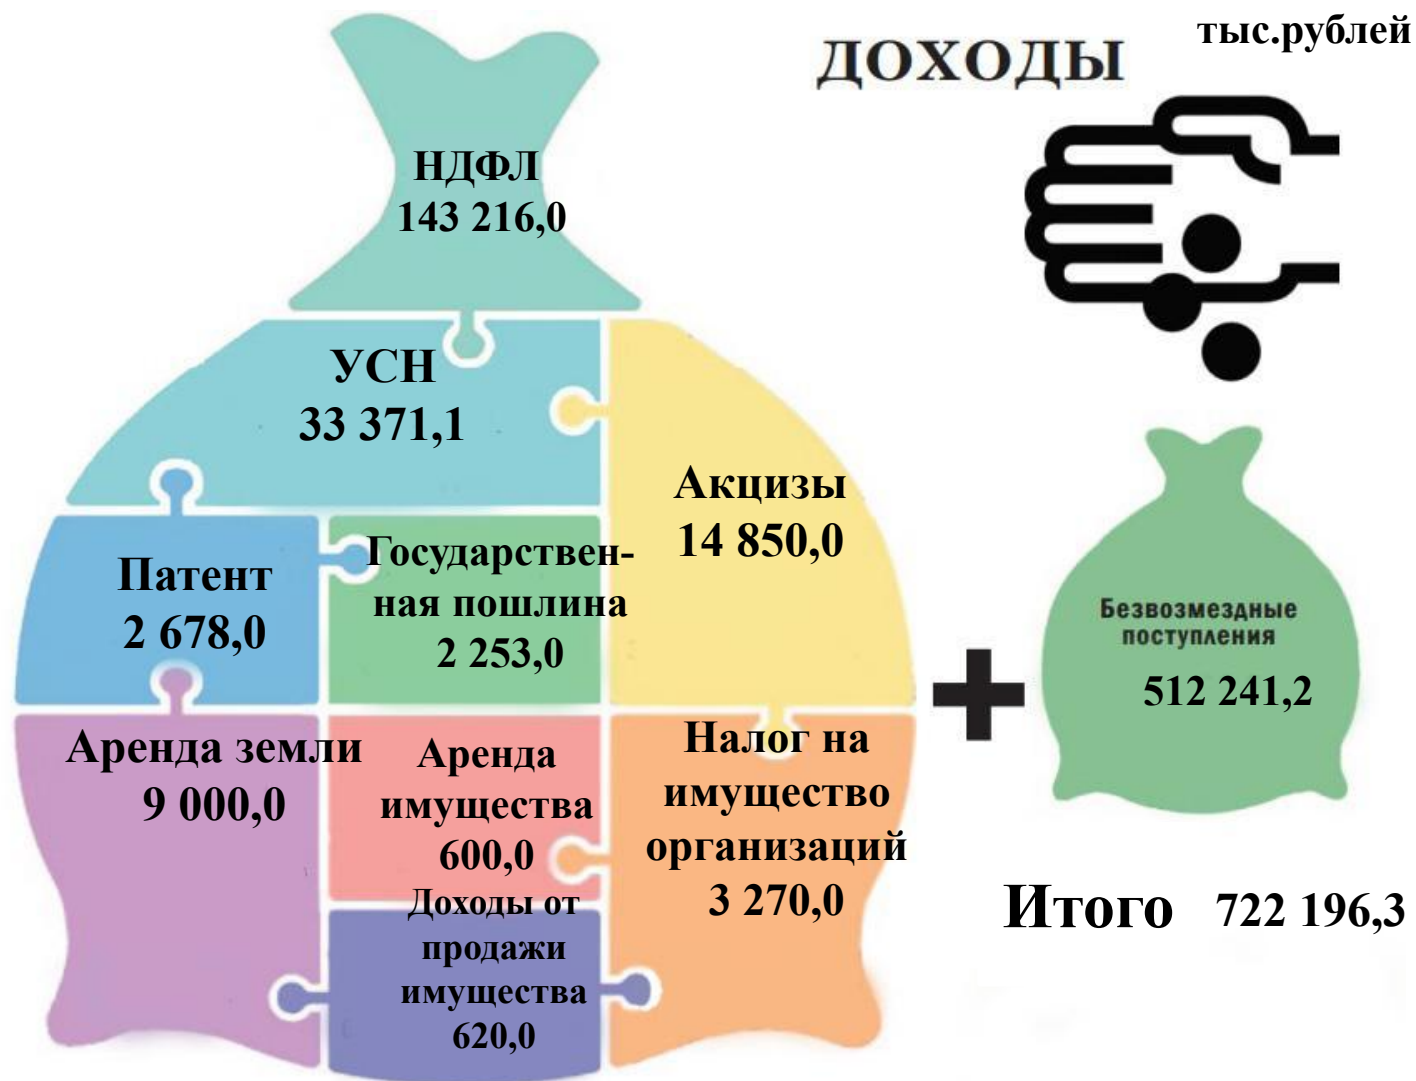 тыс.рублей
ДОХОДЫ
НДФЛ
143 216,0
УСН
33 371,1
Акцизы
14 850,0
Патент
2 678,0
Государствен-
ная пошлина
2 253,0
Аренда земли
9 000,0
Аренда
имущества
600,0
Налог на
имущество
организаций
3 270,0
Доходы от
продажи
имущества
620,0
Безвозмездные
поступления
512 241,2
Итого 722 196,3